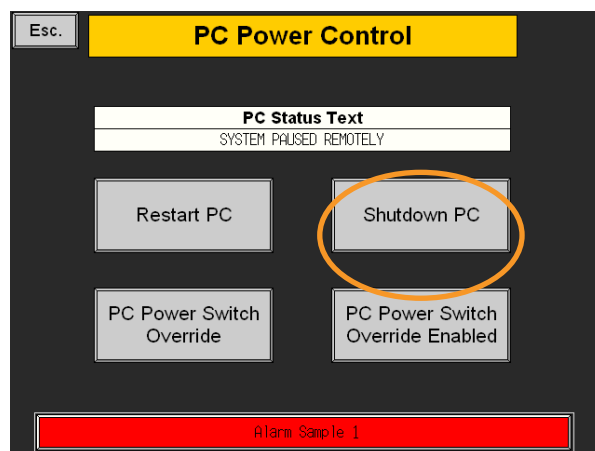 Esc.
PC Power Control
PC Status Text
SYSTEM PAUSED REMOTELY
Restart PC
Shutdown PC
PC Power Switch
Override
PC Power Switch
Override Enabled
Alarm Sample 1